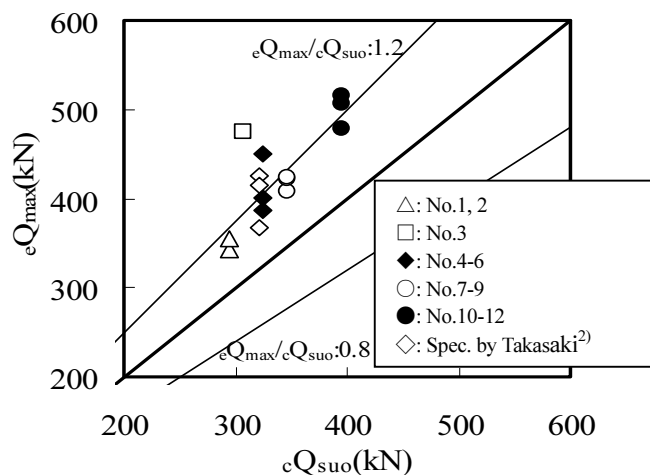 600
500
400
300
200
eQmax(kN)
eQmax/cQsuo:1.2
eQmax/cQsuo:0.8
△: No.1, 2
□: No.3
◆: No.4-6
○: No.7-9
●: No.10-12
◇: Spec. by Takasaki2)
200 300 400 500 600
cQsuo(kN)